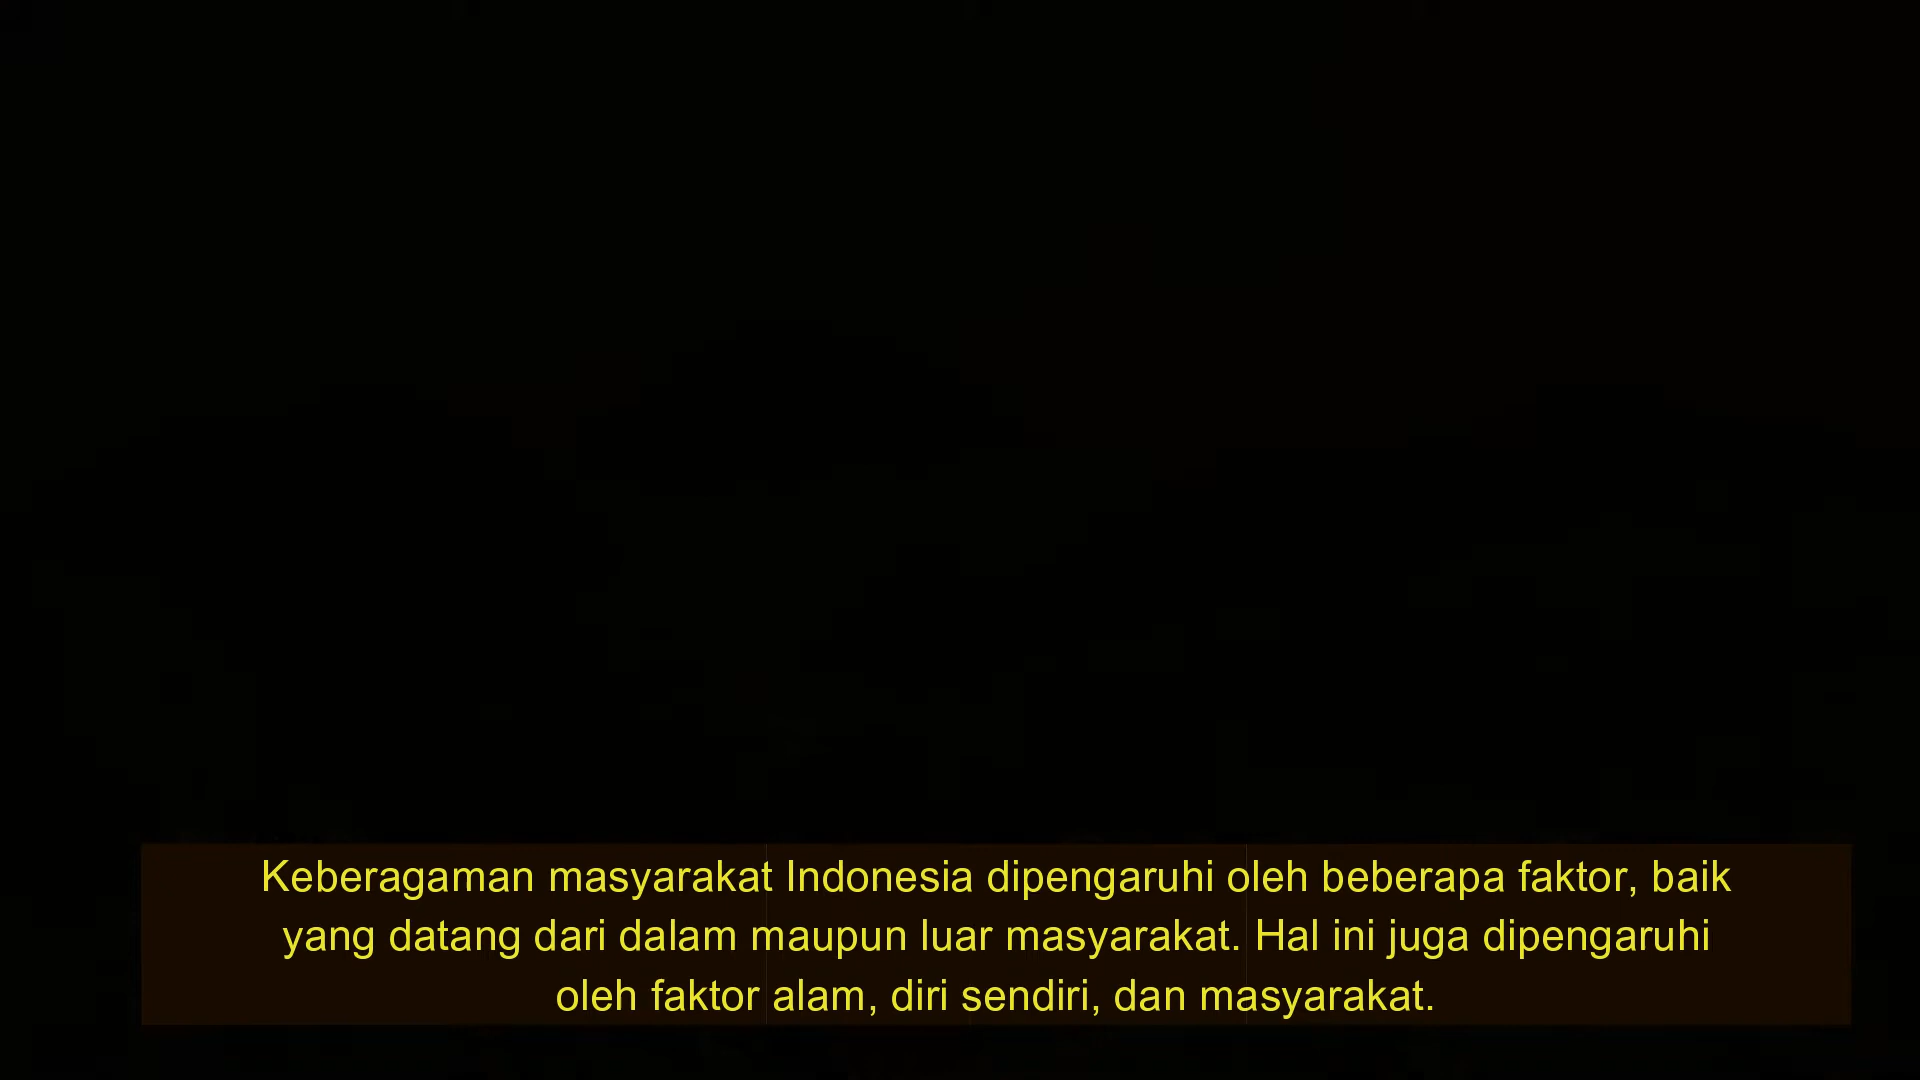 Keberagaman masyarakat Indonesia dipengaruhi oleh beberapa faktor, baik
yang datang dari dalam maupun luar masyarakat. Hal ini juga dipengaruhi
oleh faktor alam, diri sendiri, dan masyarakat.